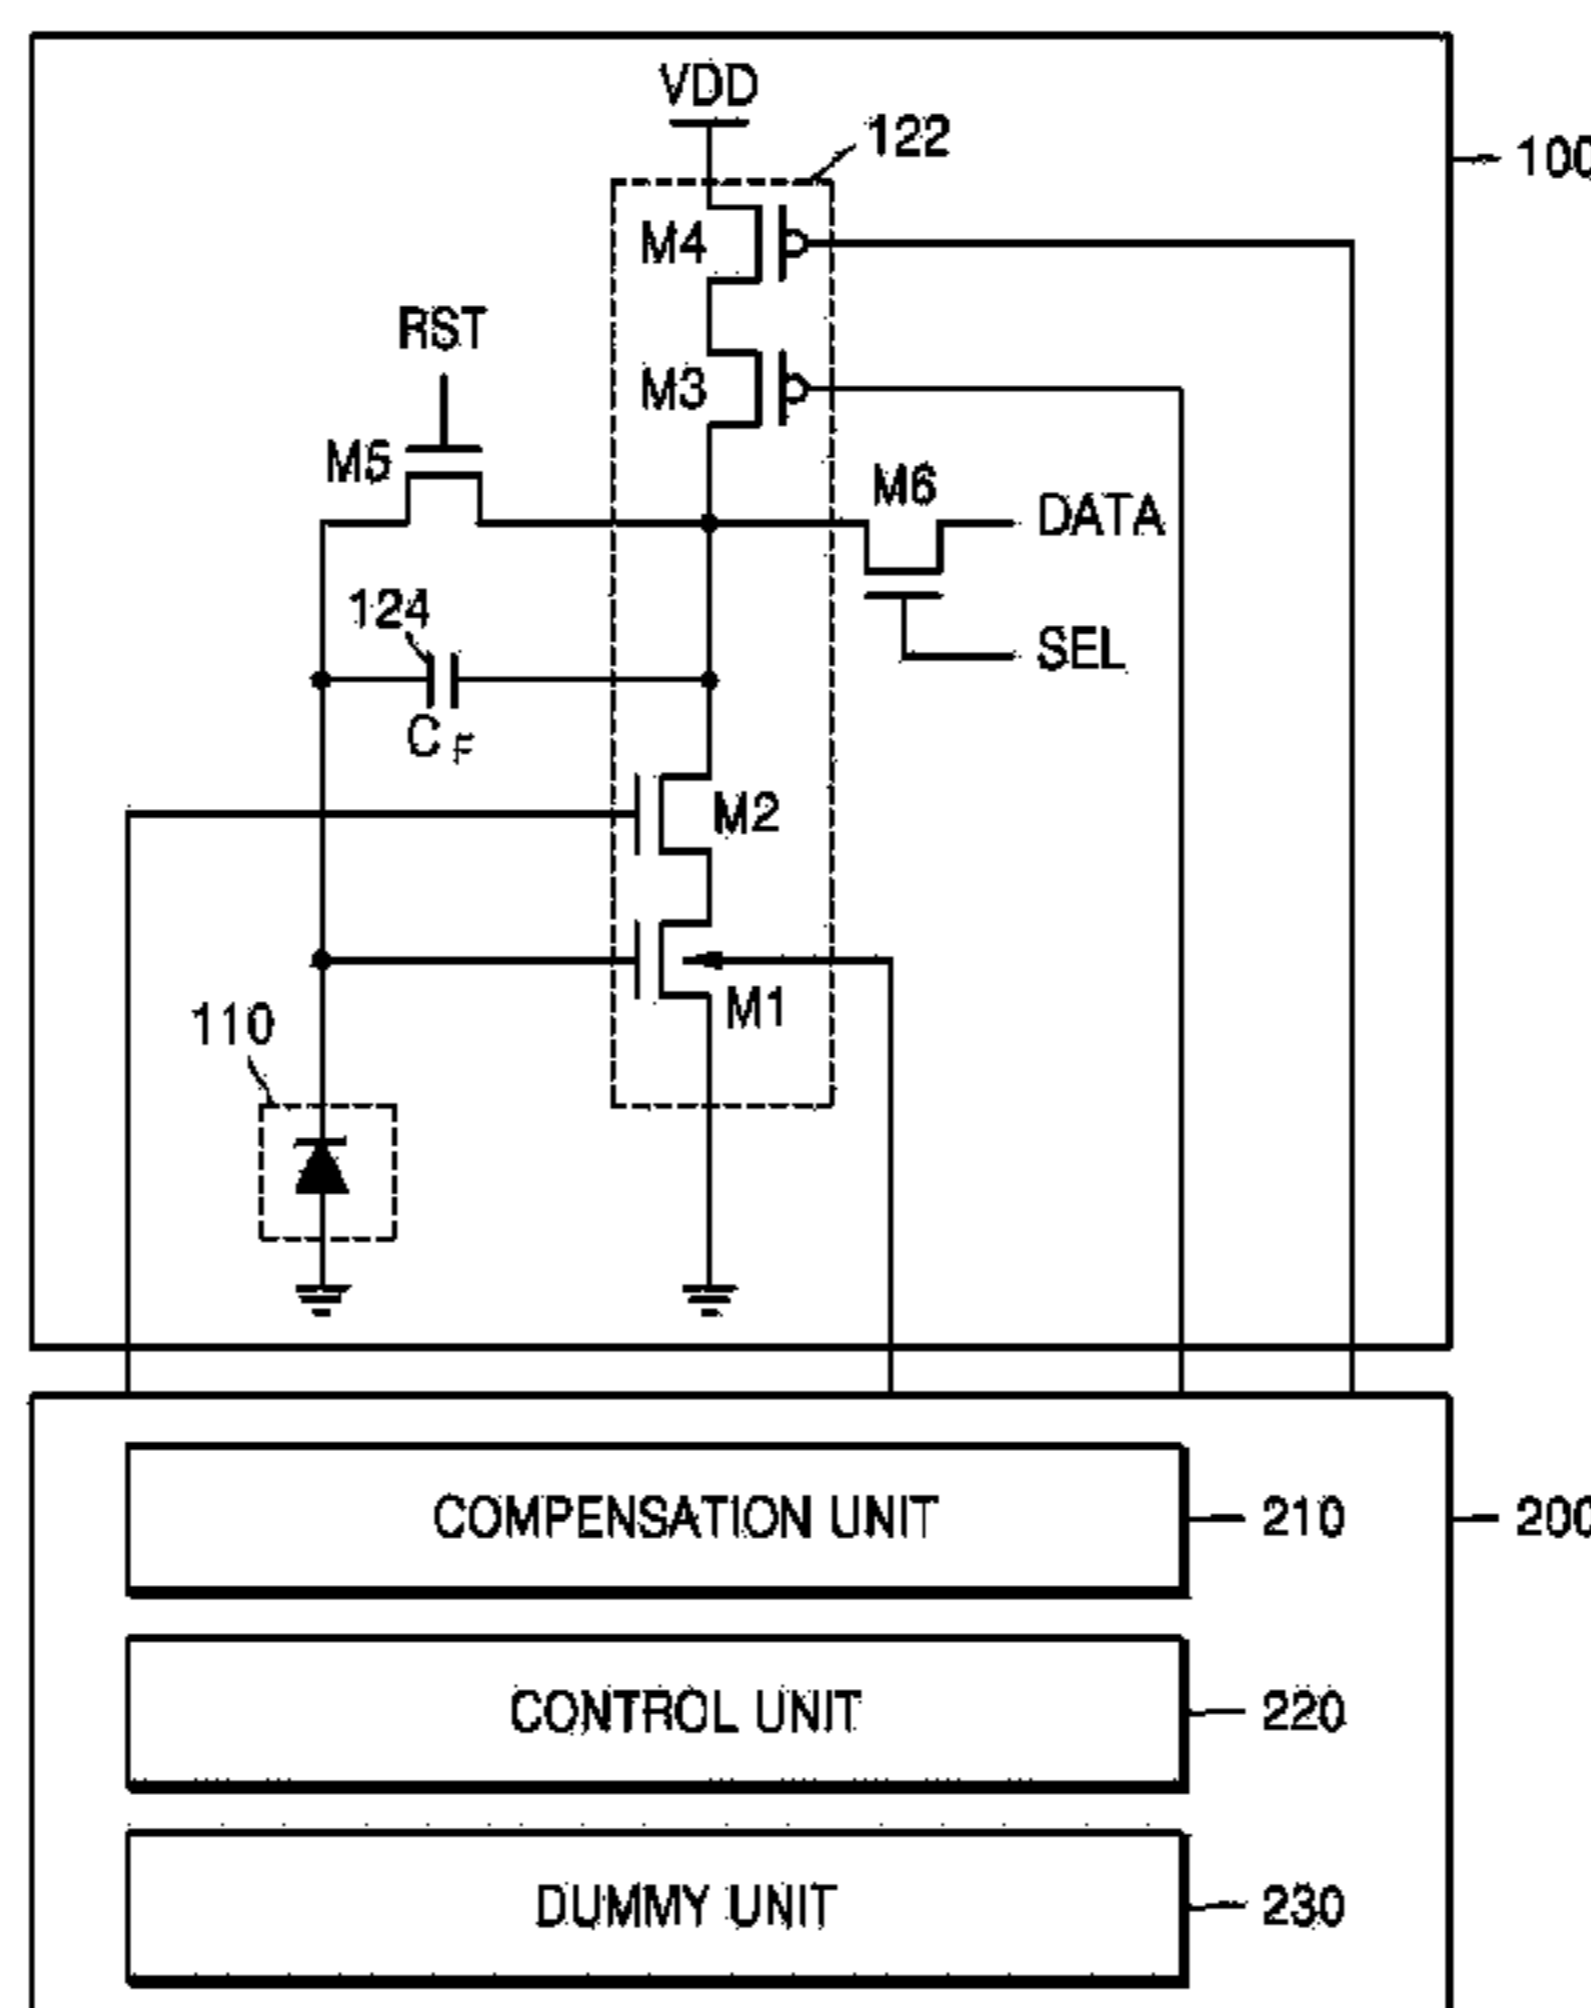 VDD
122
100
M4
RST
M3
M5
M6
DATA
124
SEL
C F
M2
M1
110
COMPENSATION UNIT
210
200
CONTROL UNIT
220
DUMMY UNIT
230